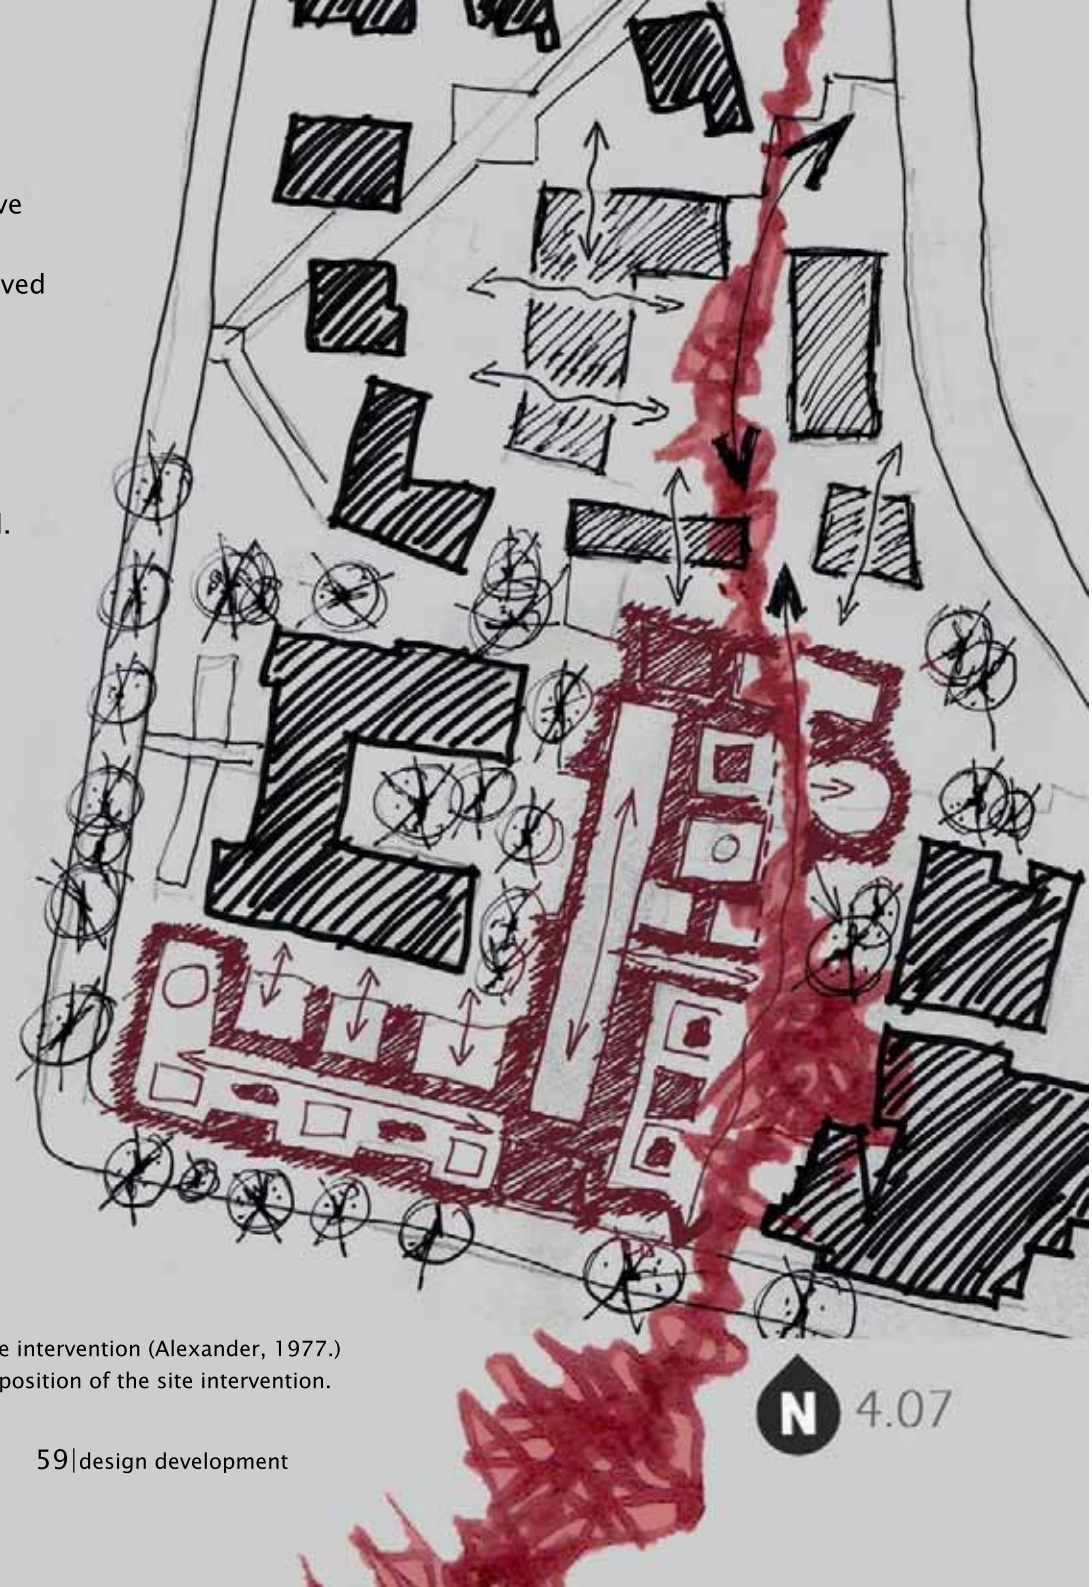 ve
ved
.
e intervention (Alexander, 1977.)
position of the site intervention.
N 4.07
59|design development